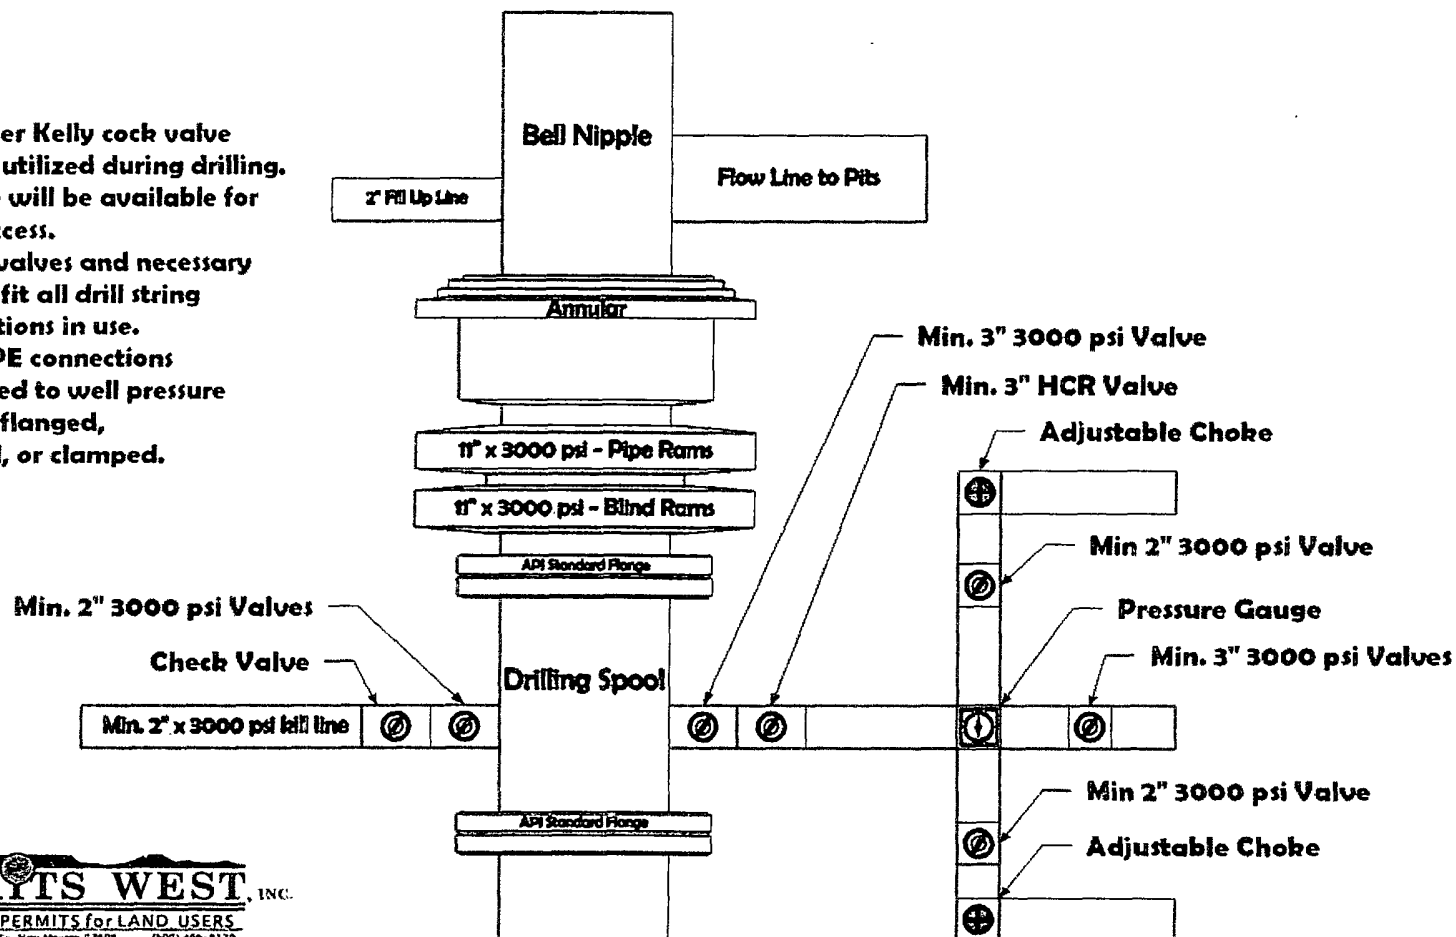 er Kelly cock valve
utilized during drilling.
will be available for
cess.
valves and necessary
fit all drill string
tions in use.
PE connections
ed to well pressure
flanged,
, or clamped.
Bell Nipple
2" Fill Up Line
Flow Line to Pits
Annular
11" x 3000 psi - Pipe Rams
11" x 3000 psi - Blind Rams
API Standard Flange
Min. 3" 3000 psi Valve
Min. 3" HCR Valve
Adjustable Choke
Min 2" 3000 psi Valve
Pressure Gauge
Min. 3" 3000 psi Valves
Min. 2" 3000 psi Valves
Check Valve
Drilling Spool
Min. 2" x 3000 psi kill line
API Standard Flange
Min 2" 3000 psi Valve
Adjustable Choke
ITS WEST, INC.
PERMITS for LAND USERS